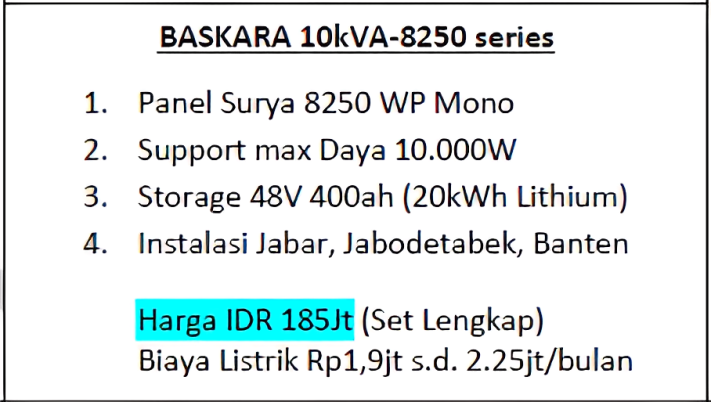 BASKARA 10kVA-8250 series
1. Panel Surya 8250 WP Mono
2. Support max Daya 10.000W
3. Storage 48V 400ah (20kWh Lithium)
4. Instalasi Jabar, Jabodetabek, Banten
Harga IDR 185Jt (Set Lengkap)
Biaya Listrik Rp1,9jt s.d. 2.25jt/bulan